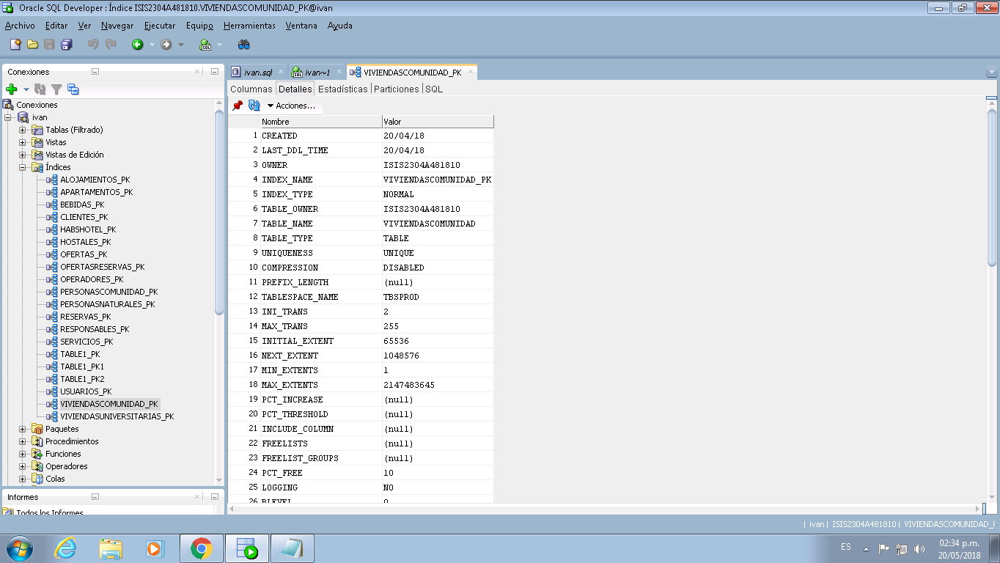 Oracle SQL Developer : Índice ISIS2304A481810.VIVIENDASCOMUNIDAD_PK@ivan
Archivo Editar Ver Navegar Ejecutar Equipo Herramientas Ventana Ayuda
Conexiones
Conexiones
ivan
Tablas (Filtrado)
Vistas
Vistas de Edición
Índices
ALOJAMIENTOS_PK
APARTAMENTOS_PK
BEBIDAS_PK
CLIENTES_PK
HABSHOTEL_PK
HOSTALES_PK
OFERTAS_PK
OFERTASRESERVAS_PK
OPERADORES_PK
PERSONASCOMUNIDAD_PK
PERSONASNATURALES_PK
RESERVAS_PK
RESPONSABLES_PK
SERVICIOS_PK
TABLE1_PK
TABLE1_PK1
TABLE1_PK2
USUARIOS_PK
VIVIENDASCOMUNIDAD_PK
VIVIENDASUNIVERSITARIAS_PK
Paquetes
Procedimientos
Funciones
Operadores
Colas
Informes
Todos los Informes
ivan.sql ivan~1 VIVIENDASCOMUNIDAD_PK
Columnas Detalles Estadísticas Particiones SQL
Acciones...
Nombre Valor
1 CREATED 20/04/18
2 LAST_DDL_TIME 20/04/18
3 OWNER ISIS2304A481810
4 INDEX_NAME VIVIENDASCOMUNIDAD_PK
5 INDEX_TYPE NORMAL
6 TABLE_OWNER ISIS2304A481810
7 TABLE_NAME VIVIENDASCOMUNIDAD
8 TABLE_TYPE TABLE
9 UNIQUENESS UNIQUE
10 COMPRESSION DISABLED
11 PREFIX_LENGTH (null)
12 TABLESPACE_NAME TBSPROD
13 INI_TRANS 2
14 MAX_TRANS 255
15 INITIAL_EXTENT 65536
16 NEXT_EXTENT 1048576
17 MIN_EXTENTS 1
18 MAX_EXTENTS 2147483645
19 PCT_INCREASE (null)
20 PCT_THRESHOLD (null)
21 INCLUDE_COLUMN (null)
22 FREELISTS (null)
23 FREELIST_GROUPS (null)
24 PCT_FREE 10
25 LOGGING NO
26 BLEVEL 0
| ivan | ISIS2304A481810 | VIVIENDASCOMUNIDAD_F
ES
02:34 p.m.
20/05/2018